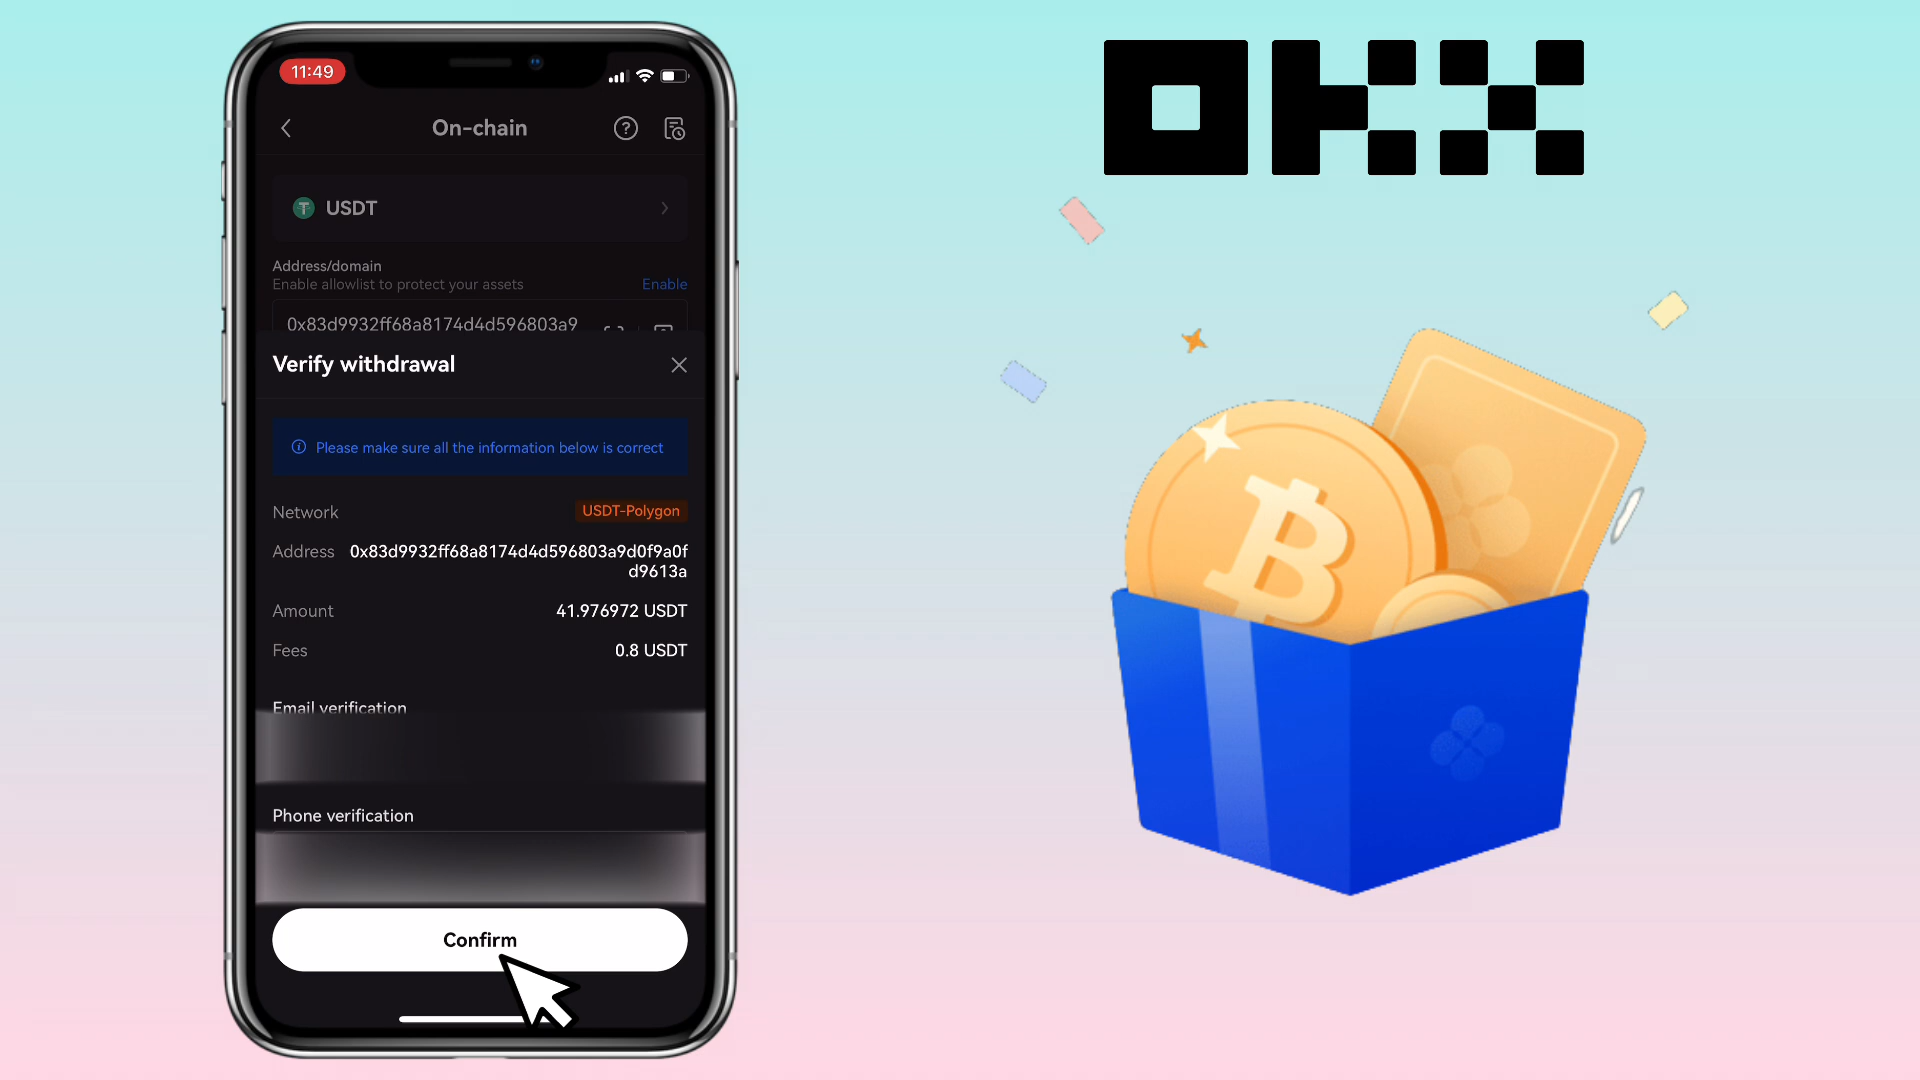 11:49
On-chain
USDT
Address/domain
Enable allowlist to protect your assets Enable
0x83d9932ff68a8174d4d596803a9
Verify withdrawal
Please make sure all the information below is correct
Network USDT-Polygon
Address 0x83d9932ff68a8174d4d596803a9d0f9a0f
d9613a
Amount 41.976972 USDT
Fees 0.8 USDT
Email verification
Phone verification
Confirm
OKX